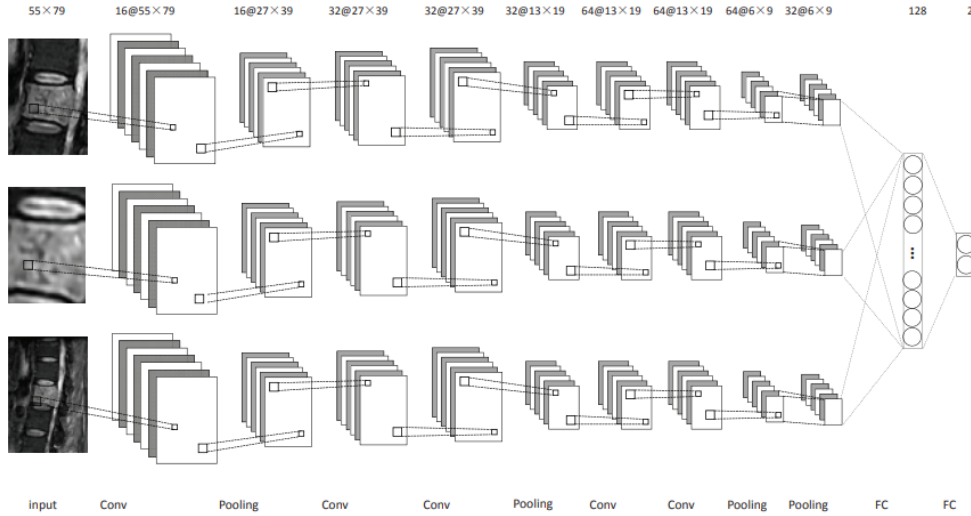 55×79 16@55×79 16@27×39 32@27×39 32@27×39 32@13×19 64@13×19 64@13×19 64@6×9 32@6×9 128 2
input Conv Pooling Conv Conv Pooling Conv Conv Pooling Pooling FC FC